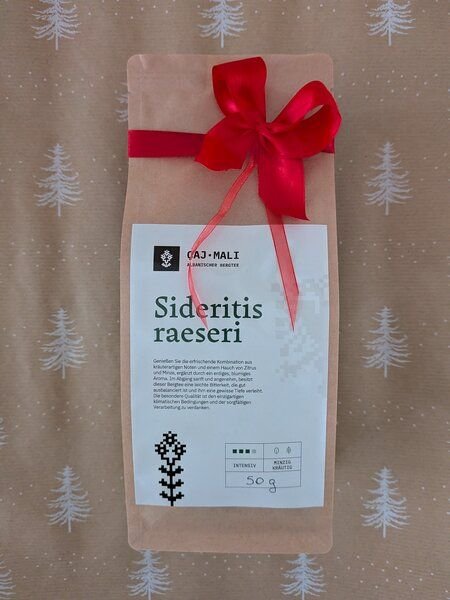 ÇAJ·MALI
ALBANISCHER BERGTEE
Sideritis
raeseri
Genießen Sie die erfrischende Kombination aus
kräuterartigen Noten und einem Hauch von Zitrus
und Minze, ergänzt durch ein erdiges, blumiges
Aroma. Im Abgang sanft und angenehm, besitzt
dieser Bergtee eine leichte Bitterkeit, die gut
ausbalanciert ist und ihm eine gewisse Tiefe verleiht.
Die besondere Qualität ist den einzigartigen
klimatischen Bedingungen und der sorgfältigen
Verarbeitung zu verdanken.
INTENSIV
MINZIG
KRÄUTIG
50 g